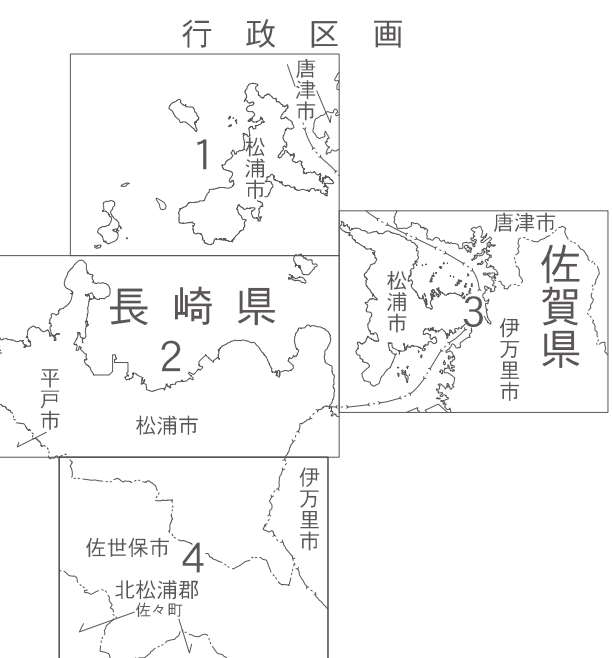 行政区画
唐津市
1
松浦市
唐津市
佐賀県
松浦市
3
伊万里市
長崎県
2
平戸市
松浦市
伊万里市
佐世保市
4
北松浦郡
佐々町